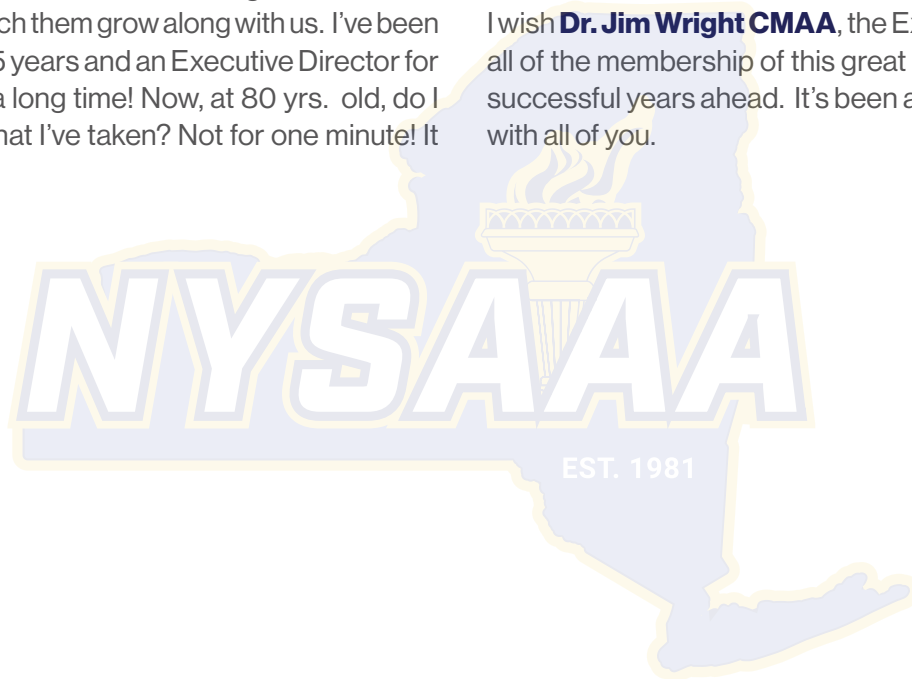 ch them grow along with us. I've been
5 years and an Executive Director for
a long time! Now, at 80 yrs. old, do I
hat I've taken? Not for one minute! It
I wish Dr. Jim Wright CMAA, the Ex
all of the membership of this great
successful years ahead. It's been a
with all of you.
NYSAAA
EST. 1981